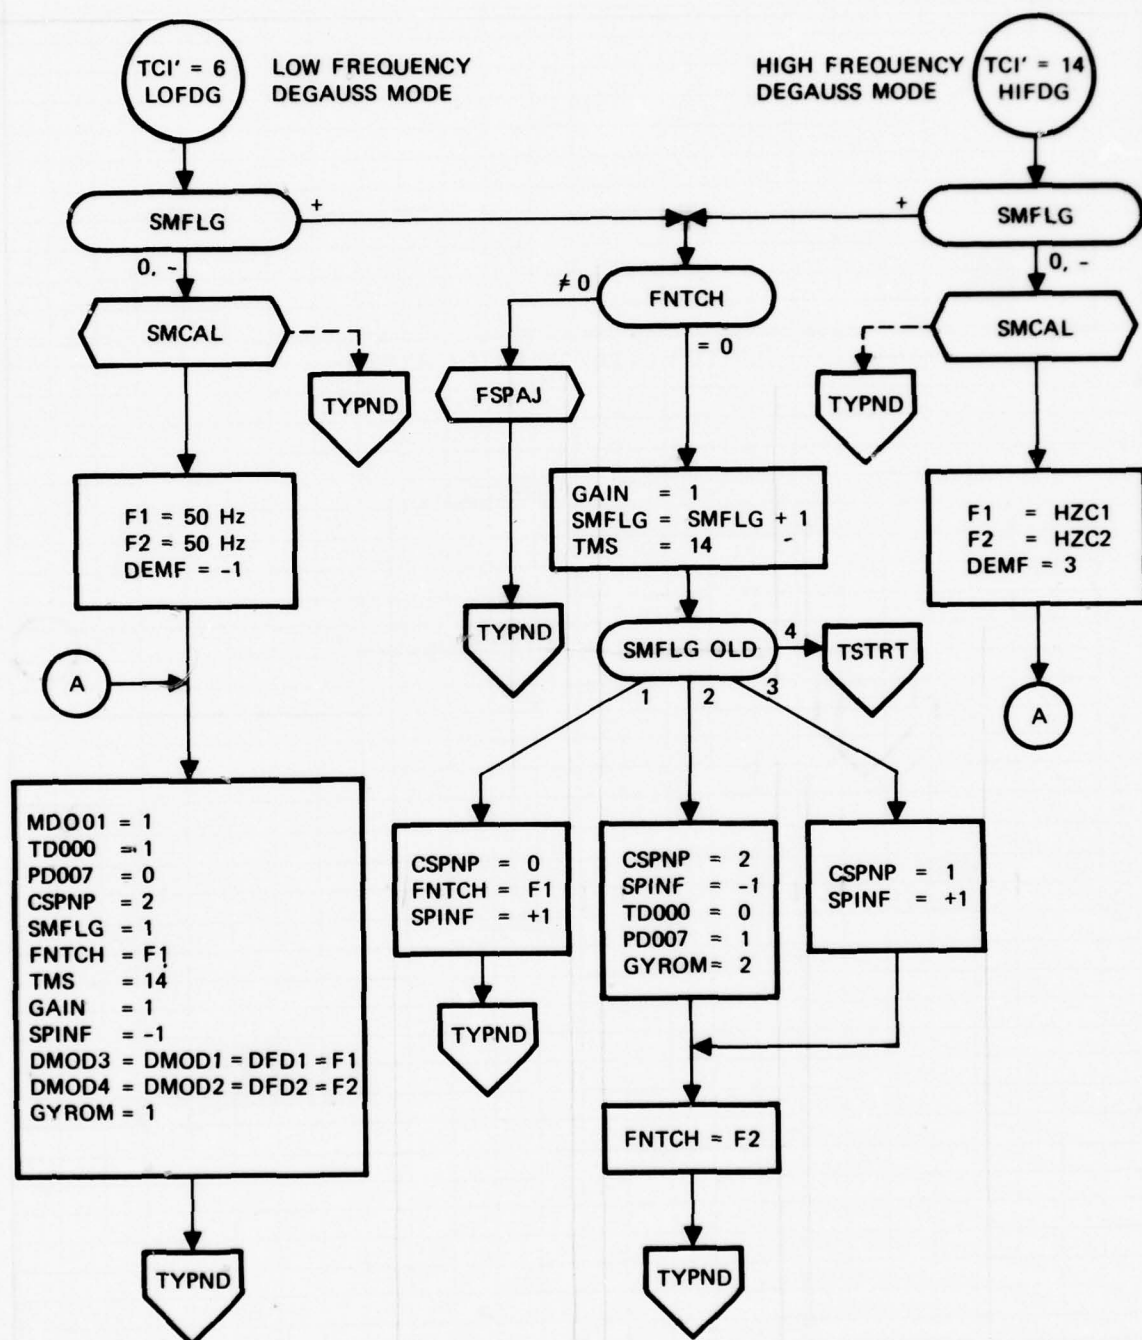 TCI' = 6
LOFDG
LOW FREQUENCY
DEGAUSS MODE
HIGH FREQUENCY
DEGAUSS MODE
TCI' = 14
HIFDG
SMFLG
+
+
SMFLG
0, -
≠ 0
FNTCH
0, -
SMCAL
= 0
SMCAL
TYPND
FSPAJ
TYPND
F1 = 50 Hz
F2 = 50 Hz
DEMF = -1
GAIN = 1
SMFLG = SMFLG + 1
TMS = 14
F1 = HZC1
F2 = HZC2
DEMF = 3
TYPND
SMFLG OLD
4
TSTRT
A
1
2
3
A
MDO01 = 1
TD000 = 1
PD007 = 0
CSPNP = 2
SMFLG = 1
FNTCH = F1
TMS = 14
GAIN = 1
SPINF = -1
DMOD3 = DMOD1 = DFD1 = F1
DMOD4 = DMOD2 = DFD2 = F2
GYROM = 1
CSPNP = 0
FNTCH = F1
SPINF = +1
CSPNP = 2
SPINF = -1
TD000 = 0
PD007 = 1
GYROM = 2
CSPNP = 1
SPINF = +1
TYPND
FNTCH = F2
TYPND
TYPND